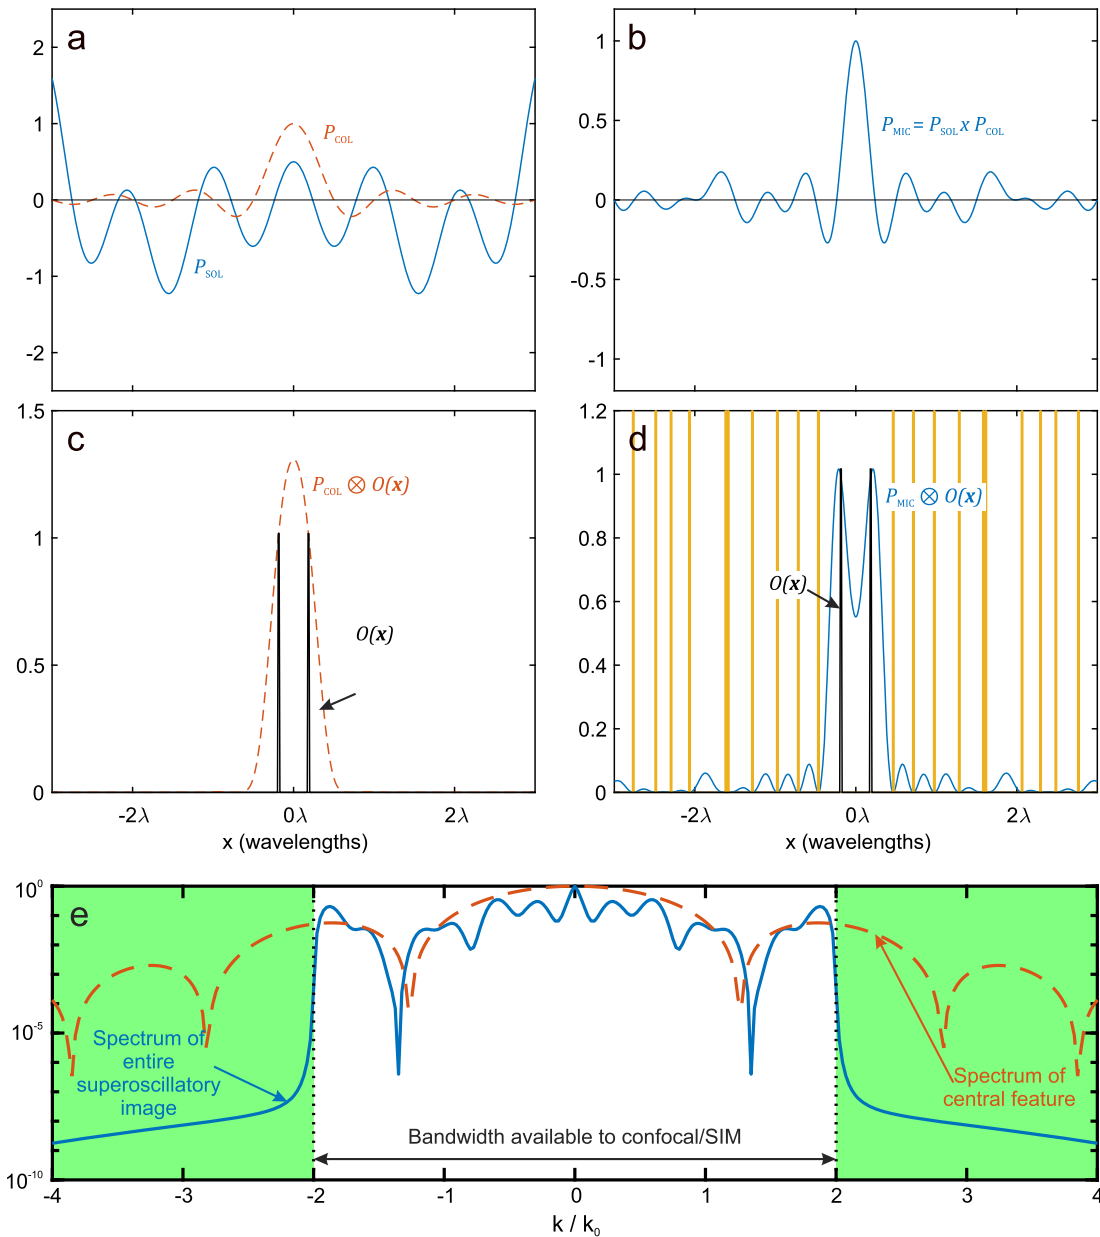 a
2
1
0
-1
-2
P_COL
P_SOL
b
1
0.5
0
-0.5
-1
P_MIC = P_SOL x P_COL
c
1.5
1
0.5
0
P_COL ⊗ O(x)
O(x)
-2λ
0λ
2λ
x (wavelengths)
d
1.2
1
0.8
0.6
0.4
0.2
0
P_MIC ⊗ O(x)
O(x)
-2λ
0λ
2λ
x (wavelengths)
e
10^0
10^-5
10^-10
Spectrum of
entire
superoscillatory
image
Spectrum of
central feature
Bandwidth available to confocal/SIM
-4
-3
-2
-1
0
1
2
3
4
k / k_0